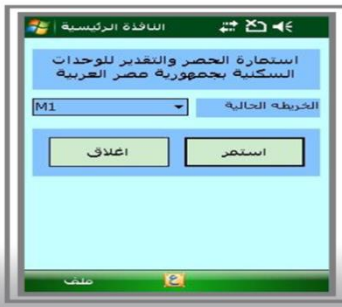 النافذة الرئيسية
استمارة الحصر والتقدير للوحدات
السكنية بجمهورية مصر العربية
الخريطه الحالية
M1
استمر
اغلاق
ملف
ع